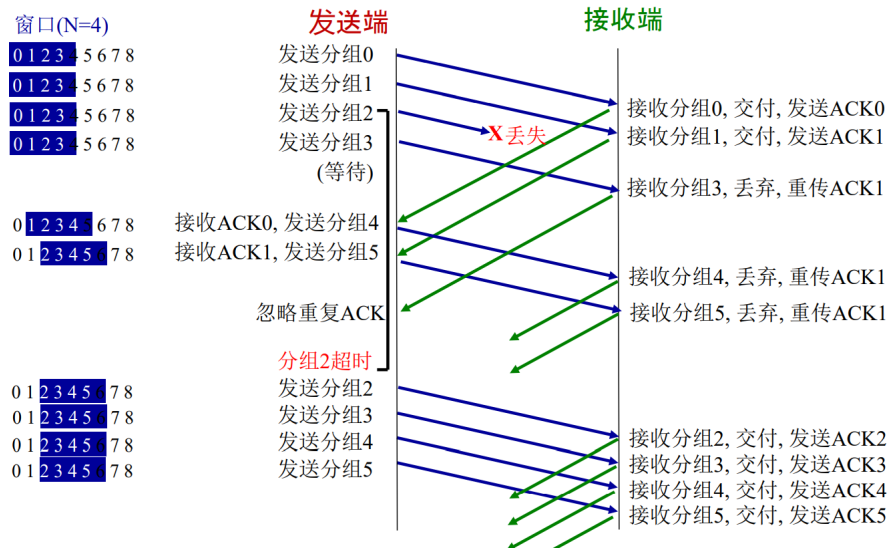 窗口(N=4)
发送端
接收端
0 1 2 3 4 5 6 7 8
发送分组0
0 1 2 3 4 5 6 7 8
发送分组1
0 1 2 3 4 5 6 7 8
发送分组2
接收分组0, 交付, 发送ACK0
X丢失
0 1 2 3 4 5 6 7 8
发送分组3
接收分组1, 交付, 发送ACK1
(等待)
接收分组3, 丢弃, 重传ACK1
0 1 2 3 4 5 6 7 8
接收ACK0, 发送分组4
0 1 2 3 4 5 6 7 8
接收ACK1, 发送分组5
接收分组4, 丢弃, 重传ACK1
忽略重复ACK
接收分组5, 丢弃, 重传ACK1
分组2超时
0 1 2 3 4 5 6 7 8
发送分组2
0 1 2 3 4 5 6 7 8
发送分组3
0 1 2 3 4 5 6 7 8
发送分组4
接收分组2, 交付, 发送ACK2
0 1 2 3 4 5 6 7 8
发送分组5
接收分组3, 交付, 发送ACK3
接收分组4, 交付, 发送ACK4
接收分组5, 交付, 发送ACK5